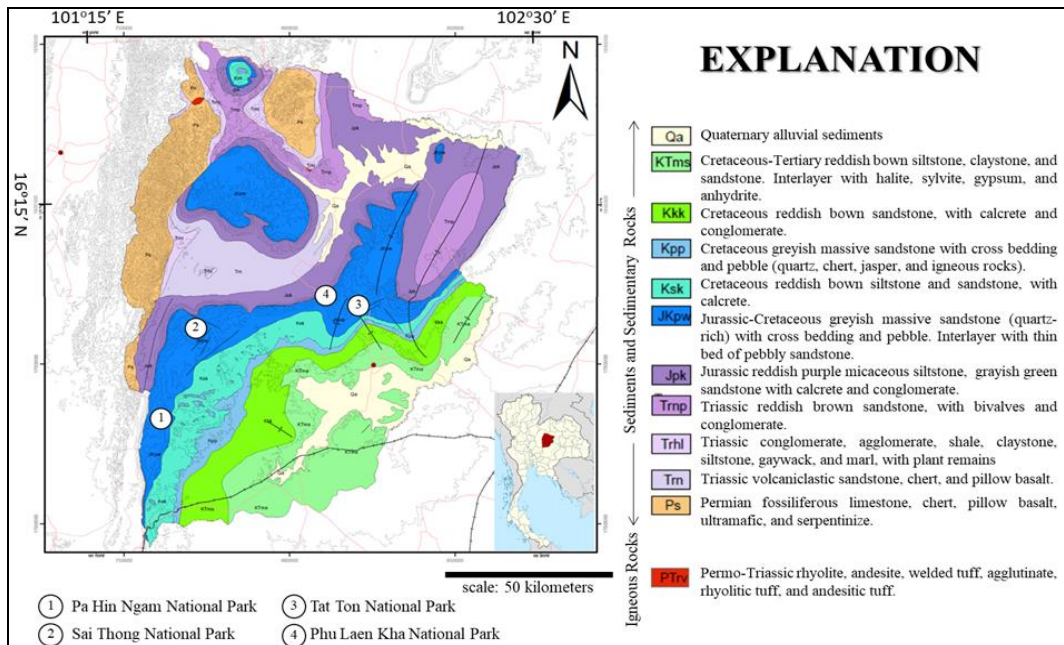 101º15' E
102º30' E
N
16º15' N
EXPLANATION
Sediments and Sedimentary Rocks
Igneous Rocks
Qa Quaternary alluvial sediments
KTms Cretaceous-Tertiary reddish bown siltstone, claystone, and
sandstone. Interlayer with halite, sylvite, gypsum, and
anhydrite.
Kkk Cretaceous reddish bown sandstone, with calcrete and
conglomerate.
Kpp Cretaceous greyish massive sandstone with cross bedding
and pebble (quartz, chert, jasper, and igneous rocks).
Ksk Cretaceous reddish bown siltstone and sandstone, with
calcrete.
JKpw Jurassic-Cretaceous greyish massive sandstone (quartz-
rich) with cross bedding and pebble. Interlayer with thin
bed of pebbly sandstone.
Jpk Jurassic reddish purple micaceous siltstone, grayish green
sandstone with calcrete and conglomerate.
Trnp Triassic reddish brown sandstone, with bivalves and
conglomerate.
Trhl Triassic conglomerate, agglomerate, shale, claystone,
siltstone, gaywack, and marl, with plant remains
Trn Triassic volcaniclastic sandstone, chert, and pillow basalt.
Ps Permian fossiliferous limestone, chert, pillow basalt,
ultramafic, and serpentinize.
PTrv Permo-Triassic rhyolite, andesite, welded tuff, agglutinate,
rhyolitic tuff, and andesitic tuff.
1
2
3
4
scale: 50 kilometers
1 Pa Hin Ngam National Park
3 Tat Ton National Park
2 Sai Thong National Park
4 Phu Laen Kha National Park